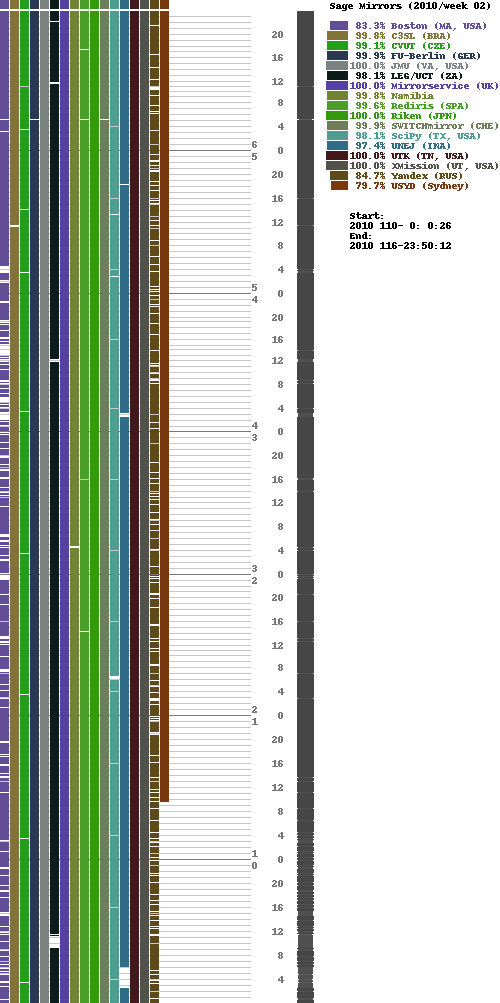 Sage Mirrors (2010/week 02)
83.3% Boston (MA, USA)
99.8% C3SL (BRA)
99.1% CVUT (CZE)
99.9% FU-Berlin (GER)
100.0% JMU (VA, USA)
98.1% LEG/UCT (ZA)
100.0% Mirrorservice (UK)
99.8% Namibia
99.6% Rediris (SPA)
100.0% Riken (JPN)
99.9% SWITCHmirror (CHE)
98.1% SciPy (TX, USA)
97.4% UNEJ (INA)
100.0% UTK (TN, USA)
100.0% XMission (UT, USA)
84.7% Yandex (RUS)
79.7% USYD (Sydney)
Start:
2010 110- 0: 0:26
End:
2010 116-23:50:12
20
16
12
8
4
6
0
5
20
16
12
8
4
5
0
4
20
16
12
8
4
4
0
3
20
16
12
8
4
3
0
2
20
16
12
8
4
2
0
1
20
16
12
8
4
1
0
0
20
16
12
8
4